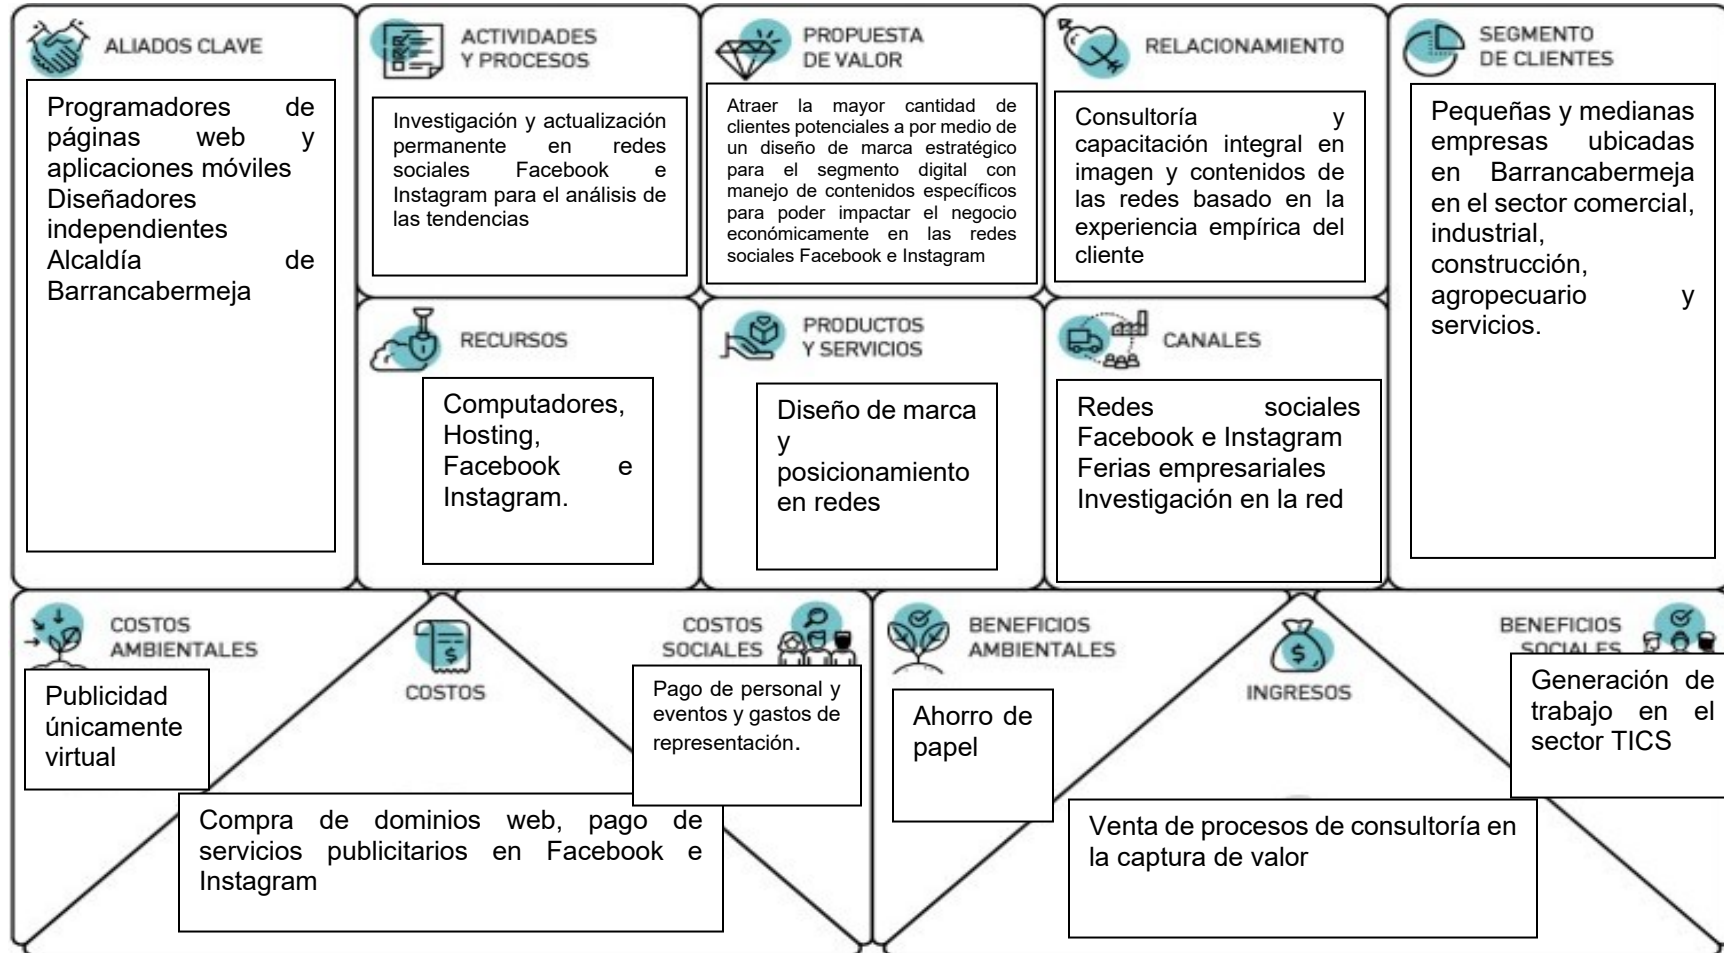 ALIADOS CLAVE
Programadores de
páginas web y
aplicaciones móviles
Diseñadores
independientes
Alcaldía de
Barrancabermeja
ACTIVIDADES
Y PROCESOS
Investigación y actualización
permanente en redes
sociales Facebook e
Instagram para el análisis de
las tendencias
PROPUESTA
DE VALOR
Atraer la mayor cantidad de
clientes potenciales a por medio de
un diseño de marca estratégico
para el segmento digital con
manejo de contenidos específicos
para poder impactar el negocio
económicamente en las redes
sociales Facebook e Instagram
RELACIONAMIENTO
Consultoría y
capacitación integral en
imagen y contenidos de
las redes basado en la
experiencia empírica del
cliente
SEGMENTO
DE CLIENTES
Pequeñas y medianas
empresas ubicadas
en Barrancabermeja
en el sector comercial,
industrial,
construcción,
agropecuario y
servicios.
RECURSOS
Computadores,
Hosting,
Facebook e
Instagram.
PRODUCTOS
Y SERVICIOS
Diseño de marca
y
posicionamiento
en redes
CANALES
Redes sociales
Facebook e Instagram
Ferias empresariales
Investigación en la red
COSTOS
AMBIENTALES
Publicidad
únicamente
virtual
$
COSTOS
Compra de dominios web, pago de
servicios publicitarios en Facebook e
Instagram
COSTOS
SOCIALES
Pago de personal y
eventos y gastos de
representación.
BENEFICIOS
AMBIENTALES
Ahorro de
papel
$
INGRESOS
Venta de procesos de consultoría en
la captura de valor
BENEFICIOS
SOCIALES
Generación de
trabajo en el
sector TICS